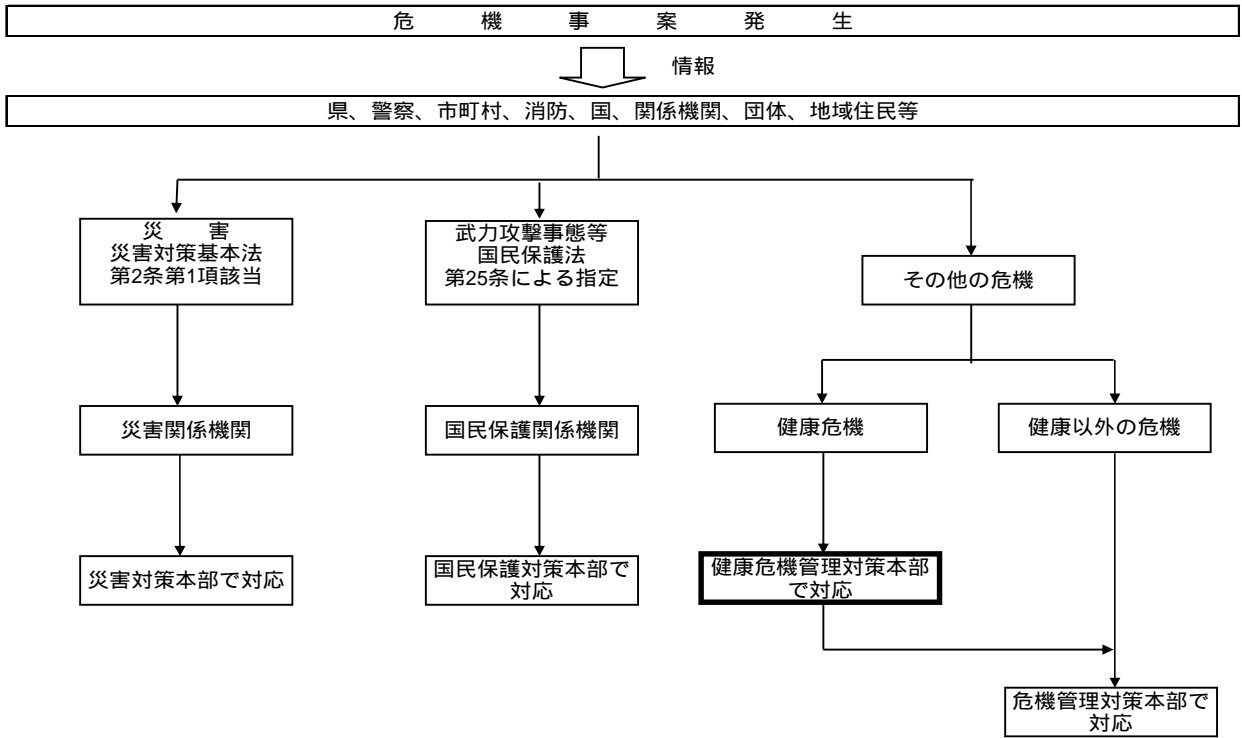 危機事案発生
情報
県、警察、市町村、消防、国、関係機関、団体、地域住民等
災害
災害対策基本法
第2条第1項該当
武力攻撃事態等
国民保護法
第25条による指定
その他の危機
災害関係機関
国民保護関係機関
健康危機
健康以外の危機
災害対策本部で対応
国民保護対策本部で
対応
健康危機管理対策本部
で対応
危機管理対策本部で
対応